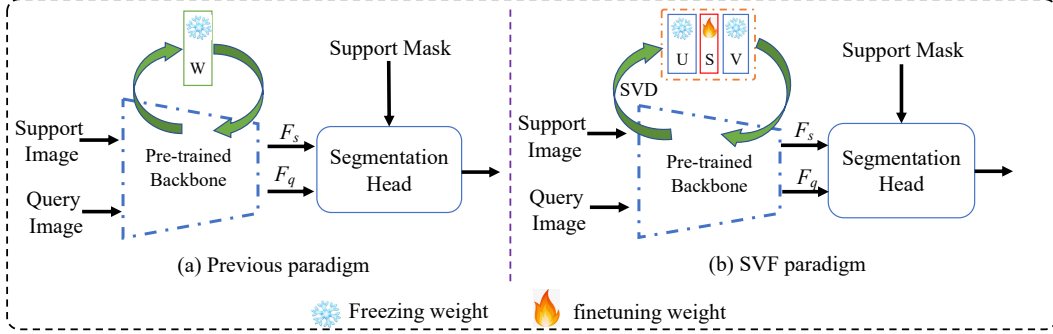 W
Support Mask
Support
Image
Pre-trained
Backbone
Query
Image
F_s
F_q
Segmentation
Head
(a) Previous paradigm
U S V
SVD
Support Mask
Support
Image
Pre-trained
Backbone
Query
Image
F_s
F_q
Segmentation
Head
(b) SVF paradigm
Freezing weight
finetuning weight